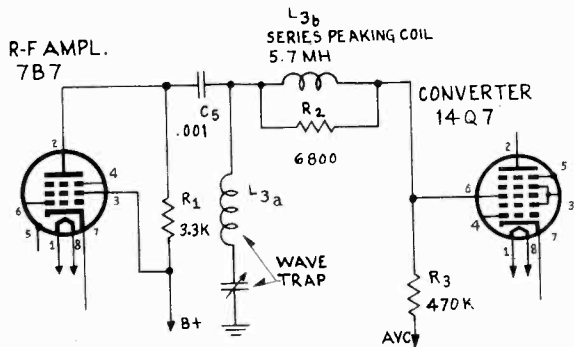 L3b
SERIES PEAKING COIL
5.7 MH
R-F AMPL.
7B7
C5
.001
R2
6800
CONVERTER
14Q7
2
4
3
6
5
1
8
7
R1
3.3K
L3a
WAVE
TRAP
B+
2
5
6
3
4
1
8
7
R3
470K
AVC